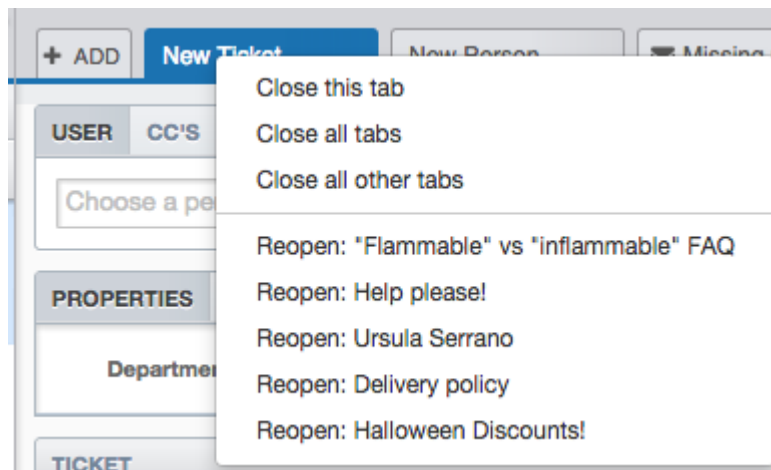 + ADD New Ticket New Person Missing
Close this tab
USER CC'S Close all tabs
Close all other tabs
Choose a pe
Reopen: "Flammable" vs "inflammable" FAQ
PROPERTIES Reopen: Help please!
Reopen: Ursula Serrano
Departme
Reopen: Delivery policy
Reopen: Halloween Discounts!
TICKET